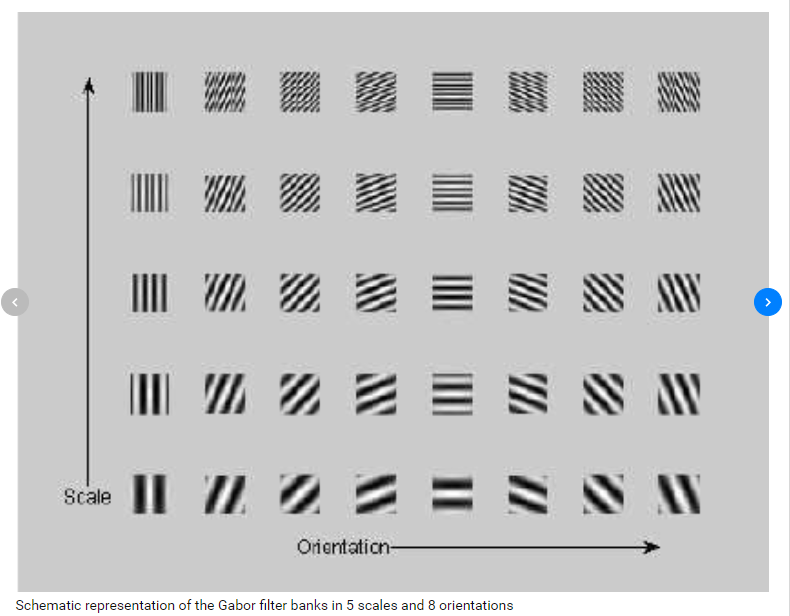 Scale
Orientation
Schematic representation of the Gabor filter banks in 5 scales and 8 orientations